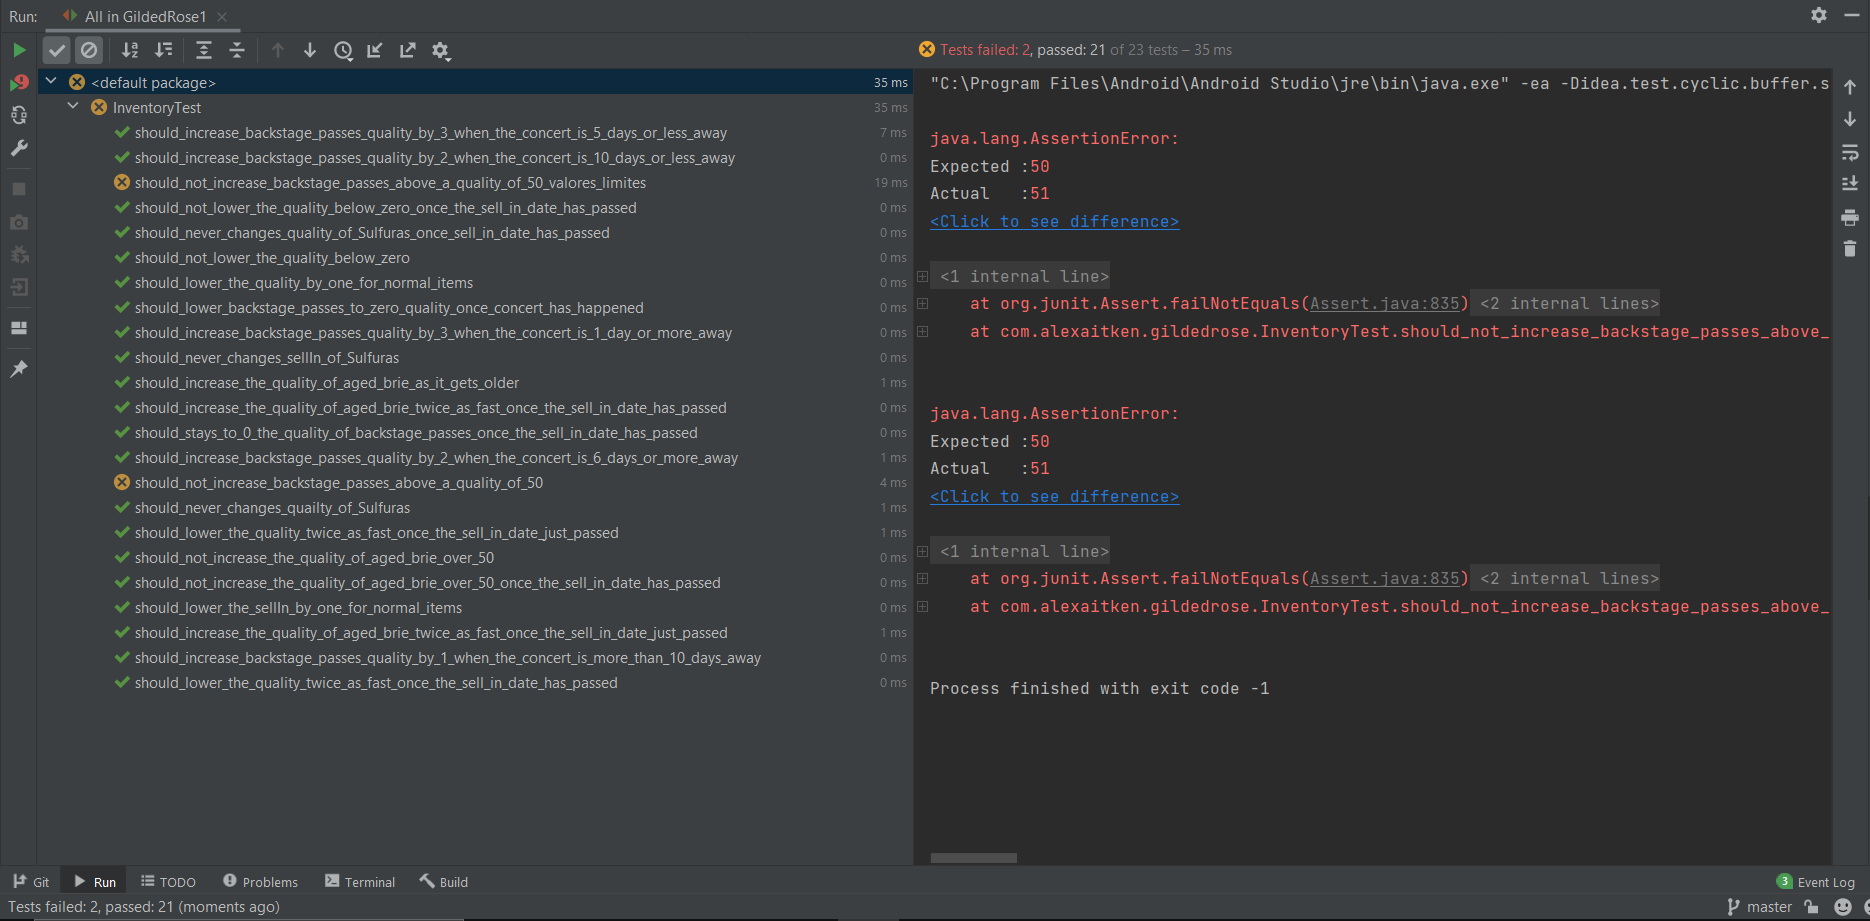 Run: All in GildedRose1
Tests failed: 2, passed: 21 of 23 tests – 35 ms
<default package> 35 ms
InventoryTest 35 ms
should_increase_backstage_passes_quality_by_3_when_the_concert_is_5_days_or_less_away 7 ms
should_increase_backstage_passes_quality_by_2_when_the_concert_is_10_days_or_less_away 0 ms
should_not_increase_backstage_passes_above_a_quality_of_50_valores_limites 19 ms
should_not_lower_the_quality_below_zero_once_the_sell_in_date_has_passed 0 ms
should_never_changes_quality_of_Sulfuras_once_sell_in_date_has_passed 0 ms
should_not_lower_the_quality_below_zero 0 ms
should_lower_the_quality_by_one_for_normal_items 0 ms
should_lower_backstage_passes_to_zero_quality_once_concert_has_happened 0 ms
should_increase_backstage_passes_quality_by_3_when_the_concert_is_1_day_or_more_away 0 ms
should_never_changes_sellIn_of_Sulfuras 0 ms
should_increase_the_quality_of_aged_brie_as_it_gets_older 1 ms
should_increase_the_quality_of_aged_brie_twice_as_fast_once_the_sell_in_date_has_passed 0 ms
should_stays_to_0_the_quality_of_backstage_passes_once_the_sell_in_date_has_passed 0 ms
should_increase_backstage_passes_quality_by_2_when_the_concert_is_6_days_or_more_away 1 ms
should_not_increase_backstage_passes_above_a_quality_of_50 4 ms
should_never_changes_quailty_of_Sulfuras 1 ms
should_lower_the_quality_twice_as_fast_once_the_sell_in_date_just_passed 1 ms
should_not_increase_the_quality_of_aged_brie_over_50 0 ms
should_not_increase_the_quality_of_aged_brie_over_50_once_the_sell_in_date_has_passed 0 ms
should_lower_the_sellIn_by_one_for_normal_items 0 ms
should_increase_the_quality_of_aged_brie_twice_as_fast_once_the_sell_in_date_just_passed 1 ms
should_increase_backstage_passes_quality_by_1_when_the_concert_is_more_than_10_days_away 0 ms
should_lower_the_quality_twice_as_fast_once_the_sell_in_date_has_passed 0 ms
"C:\Program Files\Android\Android Studio\jre\bin\java.exe" -ea -Didea.test.cyclic.buffer.s
java.lang.AssertionError:
Expected :50
Actual :51
<Click to see difference>
<1 internal line>
at org.junit.Assert.failNotEquals(Assert.java:835) <2 internal lines>
at com.alexaitken.gildedrose.InventoryTest.should_not_increase_backstage_passes_above_
java.lang.AssertionError:
Expected :50
Actual :51
<Click to see difference>
<1 internal line>
at org.junit.Assert.failNotEquals(Assert.java:835) <2 internal lines>
at com.alexaitken.gildedrose.InventoryTest.should_not_increase_backstage_passes_above_
Process finished with exit code -1
Git Run TODO Problems Terminal Build 3 Event Log
Tests failed: 2, passed: 21 (moments ago) master